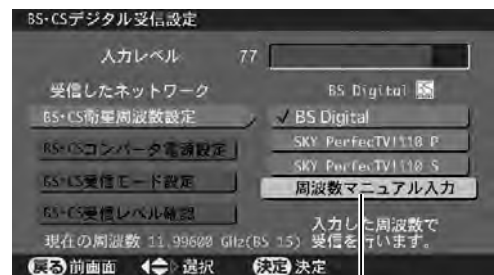 BS・CSデジタル受信設定
入力レベル 77
受信したネットワーク BS Digital BS
BS・CS衛星周波数設定 ✓ BS Digital
BS・CSコンバータ電源設定 SKY PerfecTV!110 P
SKY PerfecTV!110 S
BS・CS受信モード設定 周波数マニュアル入力
BS・CS受信レベル確認
入力した周波数で
現在の周波数 11.99600 GHz(BS 15) 受信を行います。
戻る 前画面 選択 決定 決定